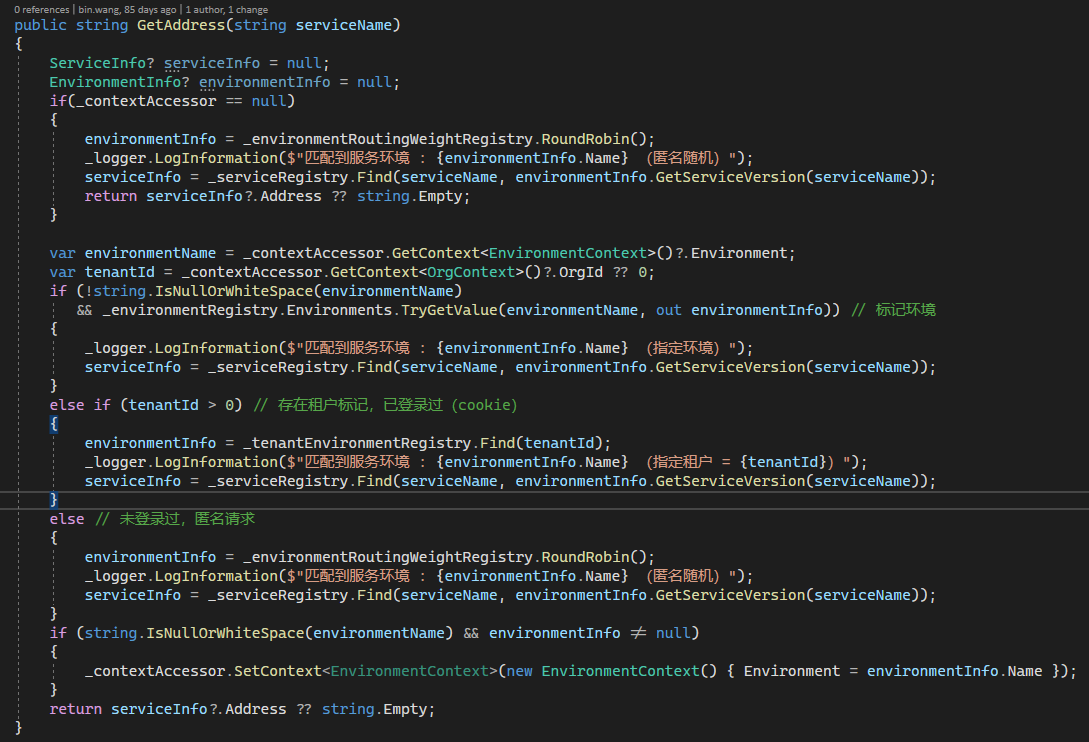 0 references | bin.wang, 85 days ago | 1 author, 1 change
public string GetAddress(string serviceName)
{
    ServiceInfo? serviceInfo = null;
    EnvironmentInfo? environmentInfo = null;
    if(_contextAccessor == null)
    {
        environmentInfo = _environmentRoutingWeightRegistry.RoundRobin();
        _logger.LogInformation($"匹配到服务环境 : {environmentInfo.Name} （匿名随机）");
        serviceInfo = _serviceRegistry.Find(serviceName, environmentInfo.GetServiceVersion(serviceName));
        return serviceInfo?.Address ?? string.Empty;
    }

    var environmentName = _contextAccessor.GetContext<EnvironmentContext>()?.Environment;
    var tenantId = _contextAccessor.GetContext<OrgContext>()?.OrgId ?? 0;
    if (!string.IsNullOrWhiteSpace(environmentName)
       && _environmentRegistry.Environments.TryGetValue(environmentName, out environmentInfo)) // 标记环境
    {
        _logger.LogInformation($"匹配到服务环境 : {environmentInfo.Name} （指定环境）");
        serviceInfo = _serviceRegistry.Find(serviceName, environmentInfo.GetServiceVersion(serviceName));
    }
    else if (tenantId > 0) // 存在租户标记，已登录过（cookie）
    {
        environmentInfo = _tenantEnvironmentRegistry.Find(tenantId);
        _logger.LogInformation($"匹配到服务环境 : {environmentInfo.Name} （指定租户 = {tenantId}）");
        serviceInfo = _serviceRegistry.Find(serviceName, environmentInfo.GetServiceVersion(serviceName));
    }
    else // 未登录过，匿名请求
    {
        environmentInfo = _environmentRoutingWeightRegistry.RoundRobin();
        _logger.LogInformation($"匹配到服务环境 : {environmentInfo.Name} （匿名随机）");
        serviceInfo = _serviceRegistry.Find(serviceName, environmentInfo.GetServiceVersion(serviceName));
    }
    if (string.IsNullOrWhiteSpace(environmentName) && environmentInfo ≠ null)
    {
        _contextAccessor.SetContext<EnvironmentContext>(new EnvironmentContext() { Environment = environmentInfo.Name });
    }
    return serviceInfo?.Address ?? string.Empty;
}